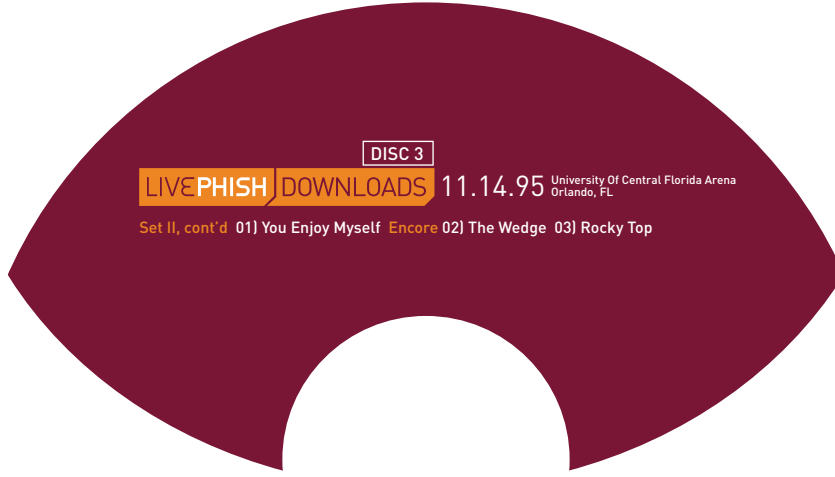 DISC 3
LIVEPHISH DOWNLOADS 11.14.95 University Of Central Florida Arena
Orlando, FL
Set II, cont'd 01) You Enjoy Myself Encore 02) The Wedge 03) Rocky Top